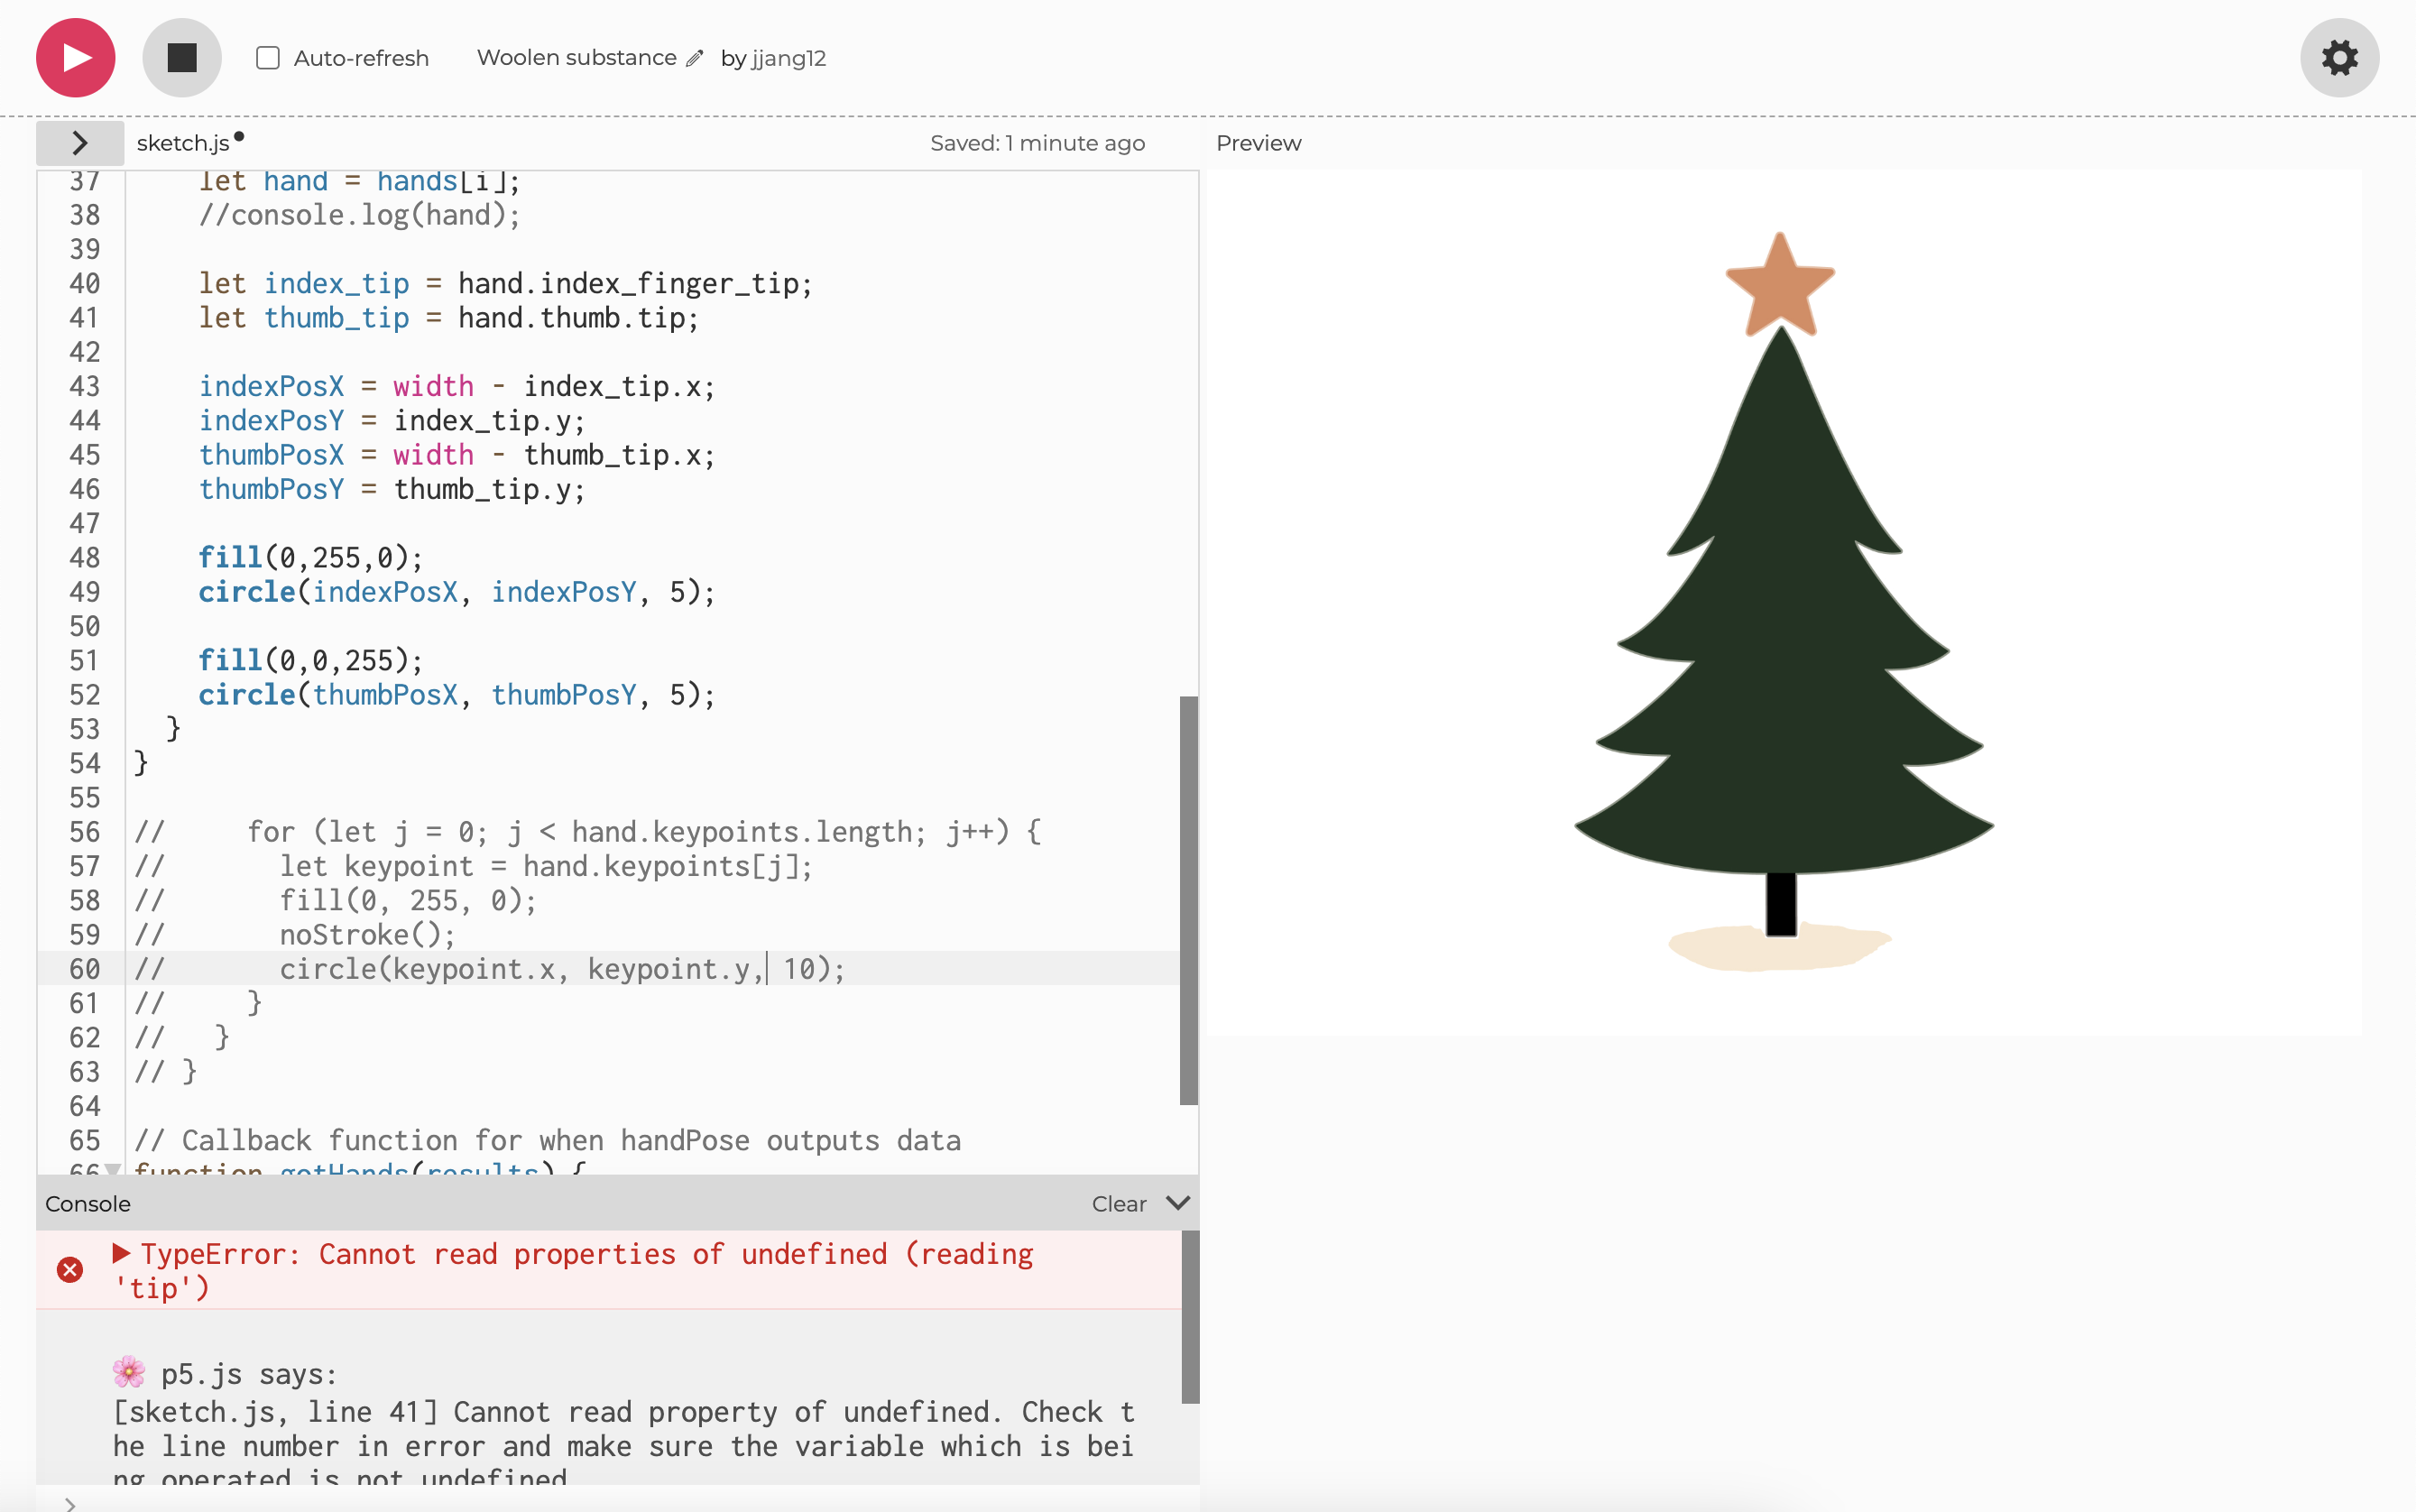 Auto-refresh Woolen substance by jjang12
sketch.js Saved: 1 minute ago Preview
37 let hand = hands[i];
38 //console.log(hand);
39
40 let index_tip = hand.index_finger_tip;
41 let thumb_tip = hand.thumb.tip;
42
43 indexPosX = width - index_tip.x;
44 indexPosY = index_tip.y;
45 thumbPosX = width - thumb_tip.x;
46 thumbPosY = thumb_tip.y;
47
48 fill(0,255,0);
49 circle(indexPosX, indexPosY, 5);
50
51 fill(0,0,255);
52 circle(thumbPosX, thumbPosY, 5);
53 }
54 }
55
56 // for (let j = 0; j < hand.keypoints.length; j++) {
57 // let keypoint = hand.keypoints[j];
58 // fill(0, 255, 0);
59 // noStroke();
60 // circle(keypoint.x, keypoint.y, 10);
61 // }
62 // }
63 // }
64
65 // Callback function for when handPose outputs data
66 function gotHands(results) {
Console Clear
TypeError: Cannot read properties of undefined (reading
'tip')
🌸 p5.js says:
[sketch.js, line 41] Cannot read property of undefined. Check t
he line number in error and make sure the variable which is bei
ng operated is not undefined
>